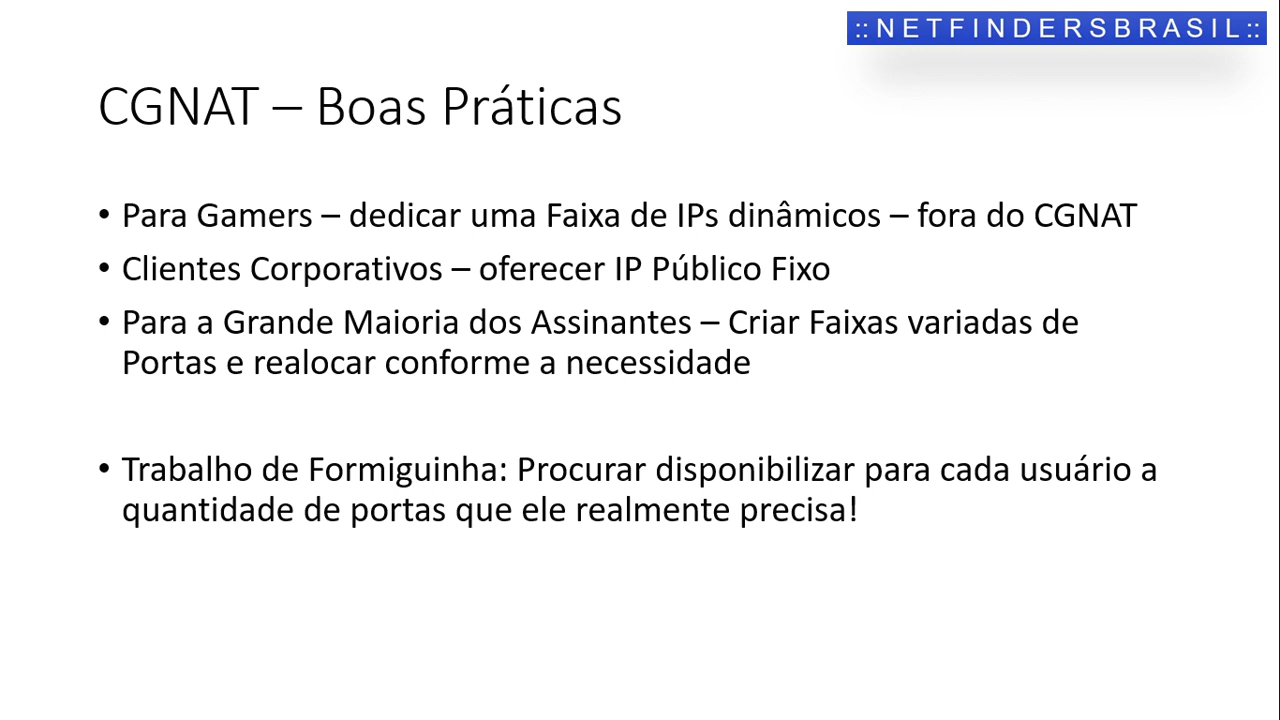 :: N E T F I N D E R S B R A S I L ::
CGNAT – Boas Práticas
• Para Gamers – dedicar uma Faixa de IPs dinâmicos – fora do CGNAT
• Clientes Corporativos – oferecer IP Público Fixo
• Para a Grande Maioria dos Assinantes – Criar Faixas variadas de
Portas e realocar conforme a necessidade
• Trabalho de Formiguinha: Procurar disponibilizar para cada usuário a
quantidade de portas que ele realmente precisa!